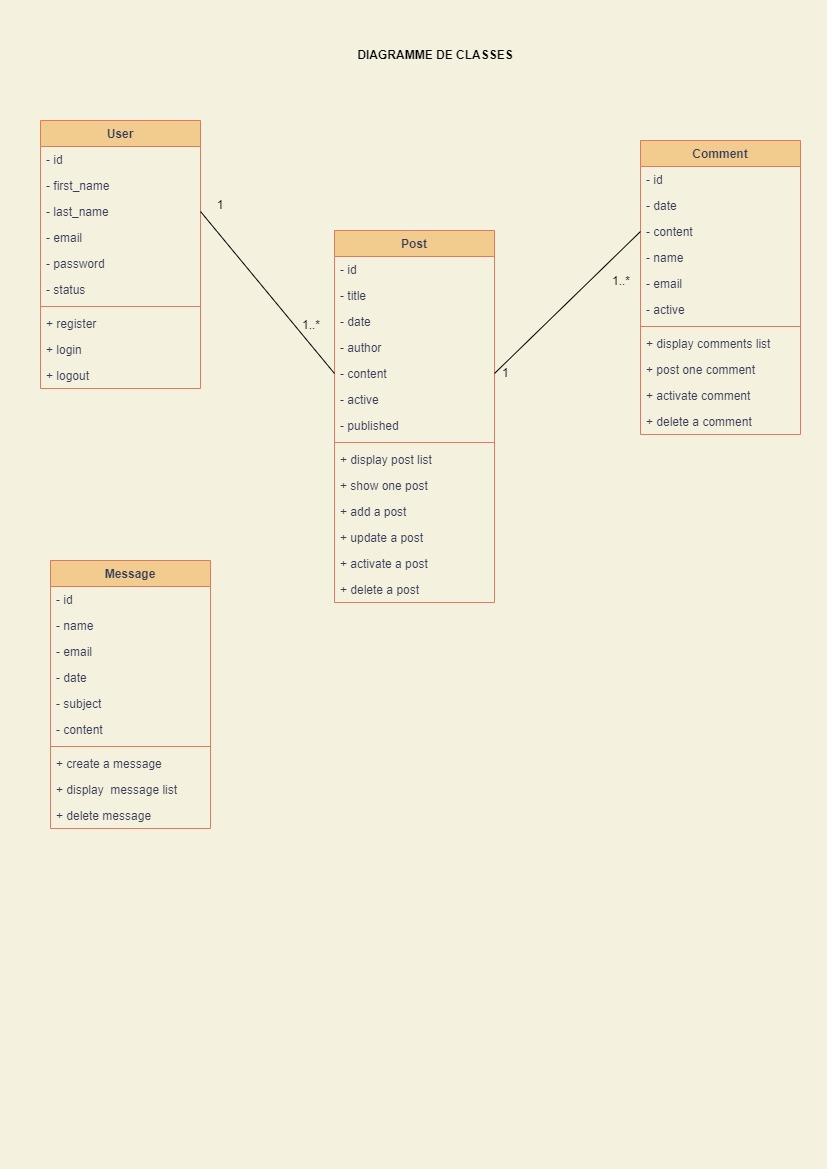 DIAGRAMME DE CLASSES
User
- id
- first_name
- last_name
- email
- password
- status
+ register
+ login
+ logout
1
1..*
Post
- id
- title
- date
- author
- content
- active
- published
+ display post list
+ show one post
+ add a post
+ update a post
+ activate a post
+ delete a post
1
1..*
Comment
- id
- date
- content
- name
- email
- active
+ display comments list
+ post one comment
+ activate comment
+ delete a comment
Message
- id
- name
- email
- date
- subject
- content
+ create a message
+ display  message list
+ delete message